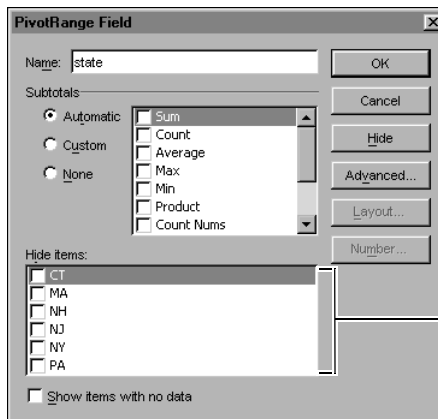 PivotRange Field
Name: state
OK
Subtotals
Cancel
Automatic
Custom
None
Sum
Count
Average
Max
Min
Product
Count Nums
Hide
Advanced...
Layout...
Number...
Hide items:
CT
MA
NH
NJ
NY
PA
Show items with no data